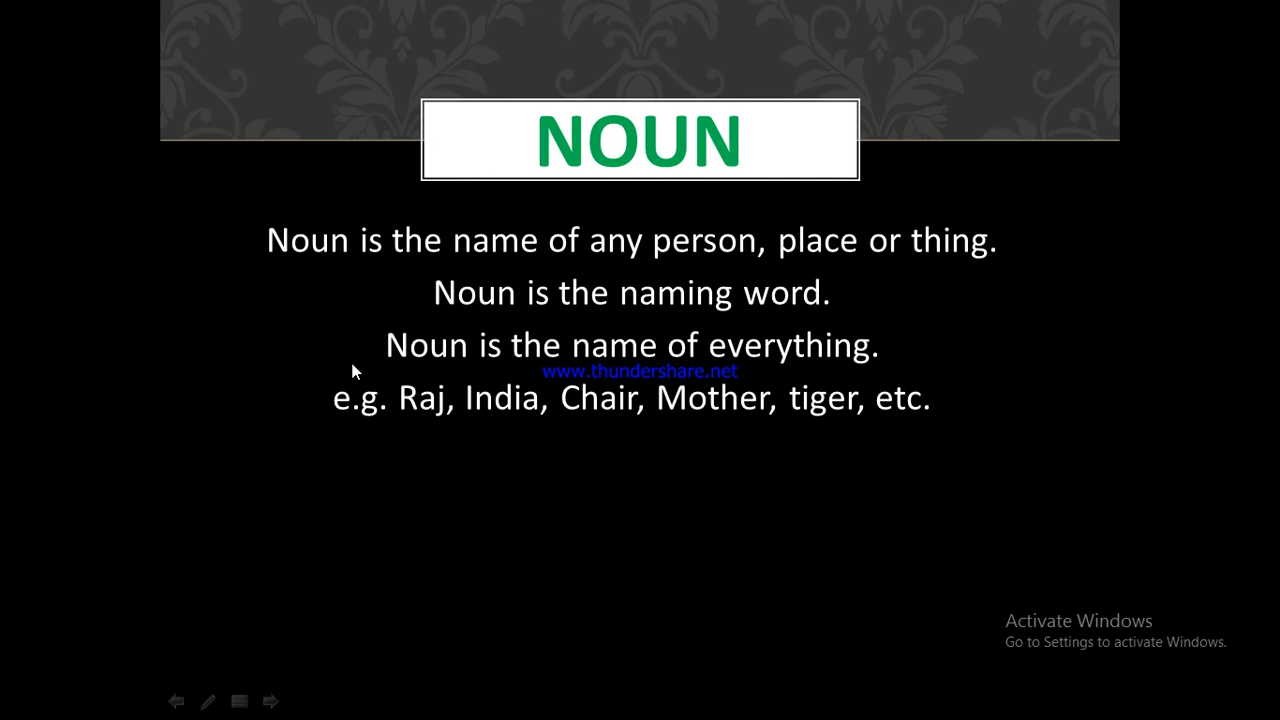 NOUN
Noun is the name of any person, place or thing.
Noun is the naming word.
Noun is the name of everything.
www.thundershare.net
e.g. Raj, India, Chair, Mother, tiger, etc.
Activate Windows
Go to Settings to activate Windows.